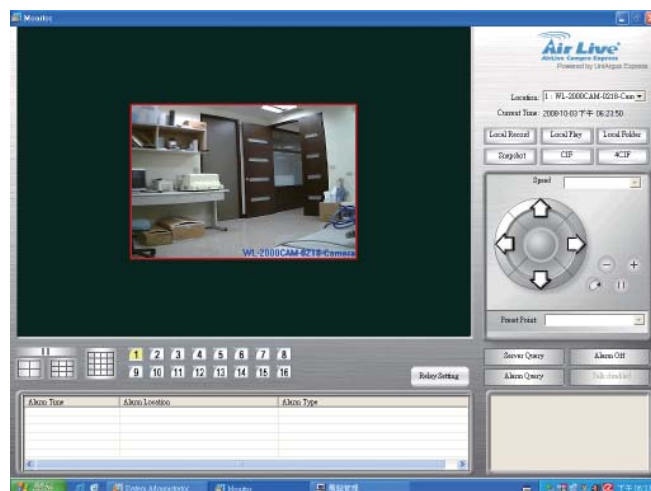 Monitor
Air Live
AirLive CamPro Express
Powered by UniArgus Express
Location: 1 : WL-2000CAM-0218-Cam
Current Time: 2008-10-03 下午 06:23:50
Local Record Local Play Local Folder
Snapshot CIF 4CIF
Speed
WL-2000CAM-0218-Camera
Preset Point:
1 2 3 4 5 6 7 8
9 10 11 12 13 14 15 16
Relay Setting
Server Query Alarm Off
Alarm Query Talk disabled
Alarm Time Alarm Location Alarm Type
System Administrator Monitor